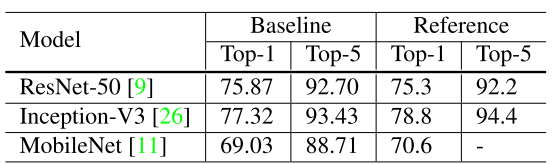 Model Baseline Reference
Top-1 Top-5 Top-1 Top-5
ResNet-50 [9] 75.87 92.70 75.3 92.2
Inception-V3 [26] 77.32 93.43 78.8 94.4
MobileNet [11] 69.03 88.71 70.6 -